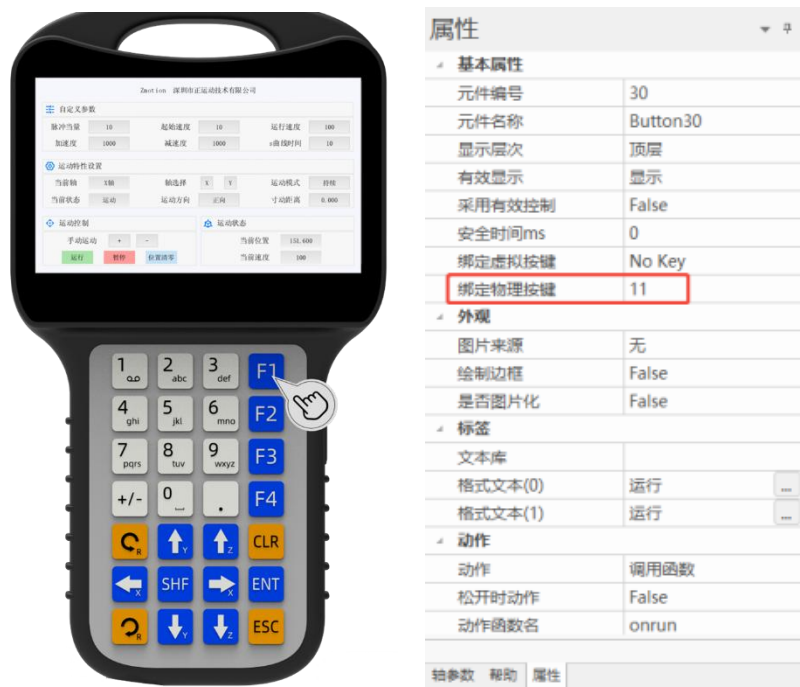 Zmotion 深圳市正运动技术有限公司
自定义参数
脉冲当量 10 起始速度 10 运行速度 100
加速度 1000 减速度 1000 s曲线时间 10
运动特性设置
当前轴 X轴 轴选择 X Y 运动模式 持续
当前状态 运动 运动方向 正向 寸动距离 0.000
运动控制 运动状态
手动运动 + - 当前位置 151.600
运行 暂停 位置清零 当前速度 100
1 2 abc 3 def F1
4 ghi 5 jkl 6 mno F2
7 pqrs 8 tuv 9 wxyz F3
+/- 0 . F4
R Y Z CLR
X SHF X ENT
R Y Z ESC
属性
基本属性
元件编号 30
元件名称 Button30
显示层次 顶层
有效显示 显示
采用有效控制 False
安全时间ms 0
绑定虚拟按键 No Key
绑定物理按键 11
外观
图片来源 无
绘制边框 False
是否图片化 False
标签
文本库
格式文本(0) 运行 ...
格式文本(1) 运行 ...
动作
动作 调用函数
松开时动作 False
动作函数名 onrun
轴参数 帮助 属性